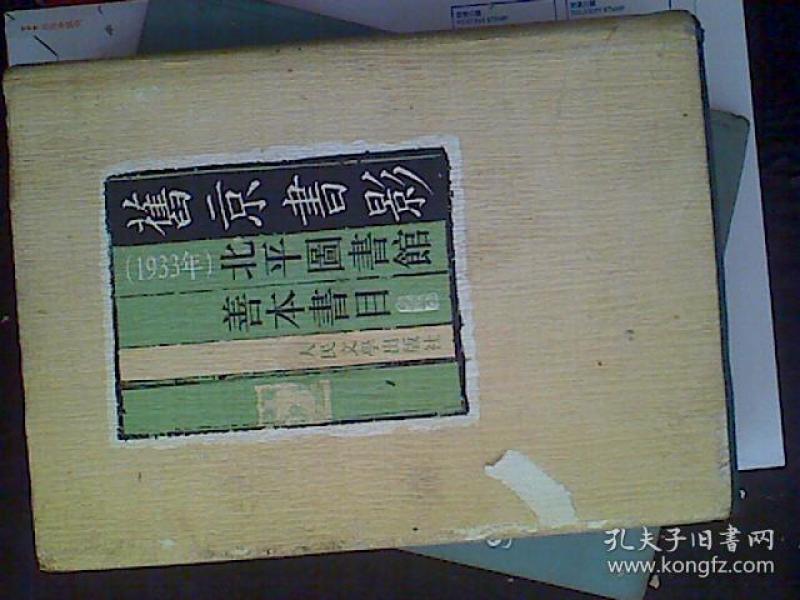 舊京書影
(1933年)北平圖書館
善本書目
人民文學出版社
孔夫子旧书网
www.kongfz.com